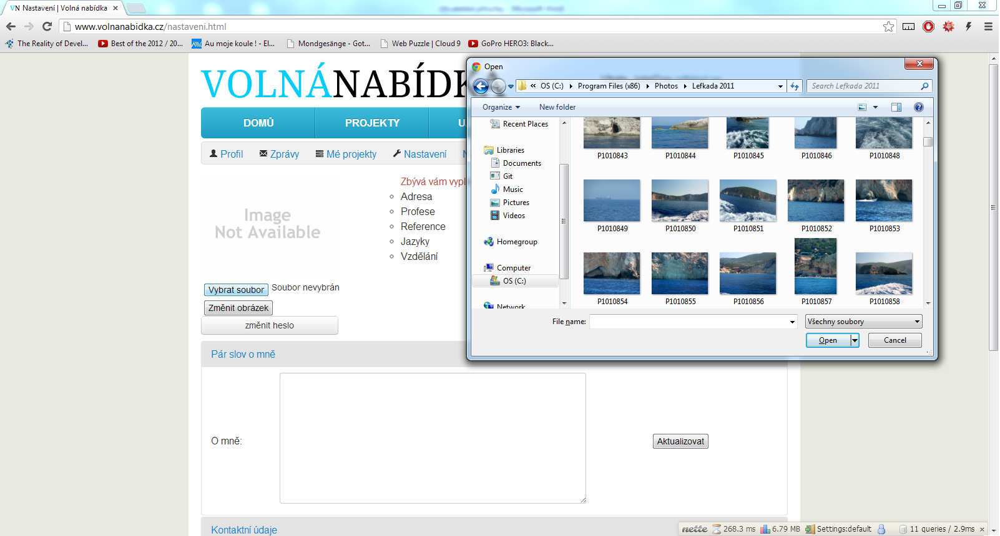 VN Nastavení | Volná nabídka
www.volnanabidka.cz/nastaveni.html
The Reality of Devel...
Best of the 2012 / 20...
Au moje koule ! - El...
Mondgesänge - Got...
Web Puzzle | Cloud 9
GoPro HERO3: Black...
VOLNÁNABÍDK
DOMŮ
PROJEKTY
U
Profil
Zprávy
Mé projekty
Nastavení
N
Image
Not Available
Zbývá vám vypl
Adresa
Profese
Reference
Jazyky
Vzdělání
Vybrat soubor Soubor nevybrán
Změnit obrázek
změnit heslo
Pár slov o mně
O mně:
Aktualizovat
Kontaktní údaje
Open
« OS (C:) Program Files (x86) Photos Lefkada 2011
Search Lefkada 2011
Organize
New folder
Recent Places
Libraries
Documents
Git
Music
Pictures
Videos
Homegroup
Computer
OS (C:)
Network
P1010843 P1010844 P1010845 P1010846 P1010848
P1010849 P1010850 P1010851 P1010852 P1010853
P1010854 P1010855 P1010856 P1010857 P1010858
File name:
Všechny soubory
Open
Cancel
nette 268.3 ms 6.79 MB Settings:default 11 queries / 2.9ms ×